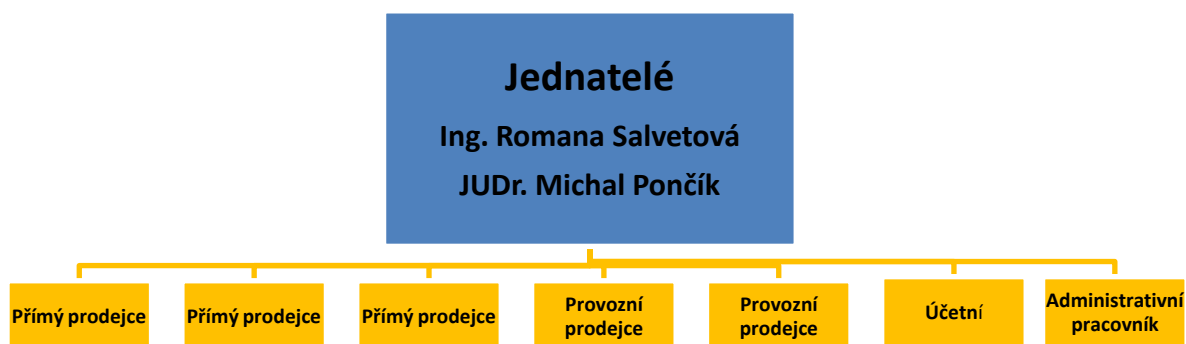 Jednatelé
Ing. Romana Salvetová
JUDr. Michal Pončík
Přímý prodejce
Přímý prodejce
Přímý prodejce
Provozní
prodejce
Provozní
prodejce
Účetní
Administrativní
pracovník